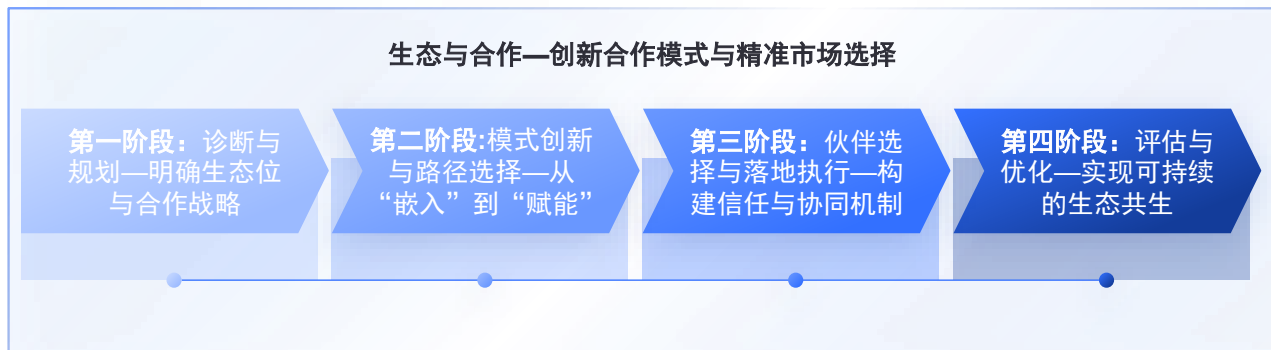 生态与合作—创新合作模式与精准市场选择
第一阶段：诊断与
规划—明确生态位
与合作战略
第二阶段:模式创新
与路径选择—从
“嵌入”到“赋能”
第三阶段：伙伴选
择与落地执行—构
建信任与协同机制
第四阶段：评估与
优化—实现可持续
的生态共生